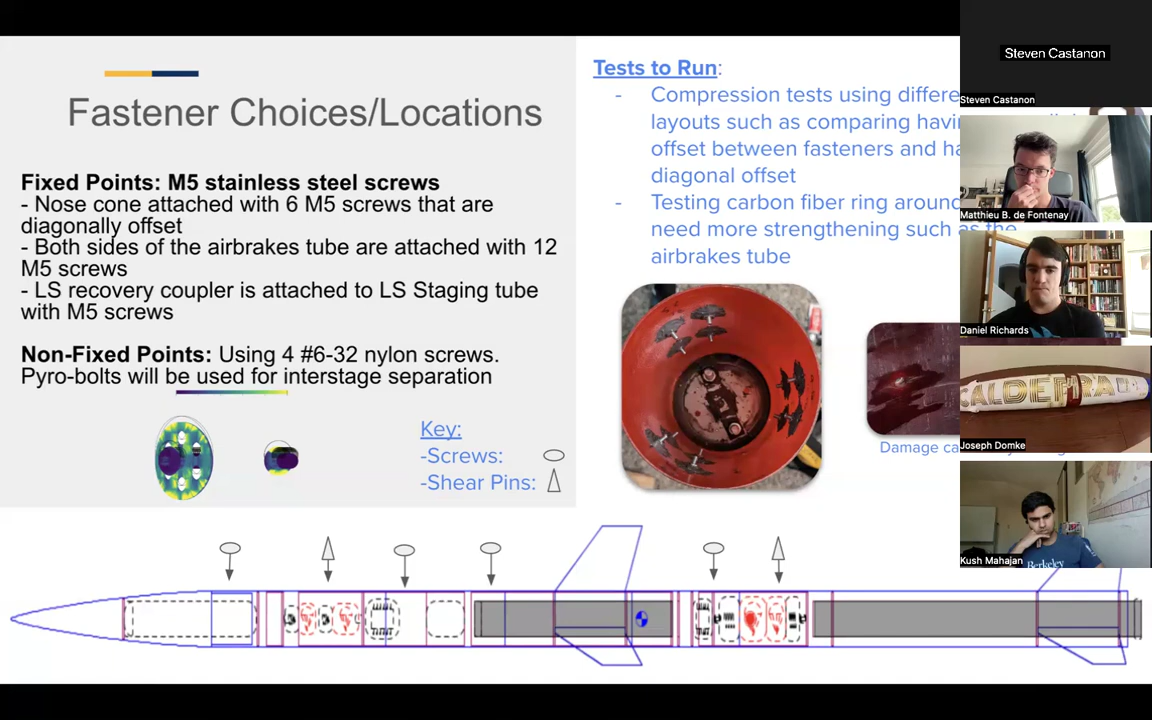 Fastener Choices/Locations
Fixed Points: M5 stainless steel screws
- Nose cone attached with 6 M5 screws that are
diagonally offset
- Both sides of the airbrakes tube are attached with 12
M5 screws
- LS recovery coupler is attached to LS Staging tube
with M5 screws
Non-Fixed Points: Using 4 #6-32 nylon screws.
Pyro-bolts will be used for interstage separation
Key:
-Screws:
-Shear Pins:
Tests to Run:
- Compression tests using
layouts such as comparing
offset between fasteners and
diagonal offset
- Testing carbon fiber ring around
need more strengthening such as the
airbrakes tube
Damage
Steven Castanon
Steven Castanon
Matthieu B. de Fontenay
Daniel Richards
CALDERA
Joseph Domke
Berkeley
Kush Mahajan